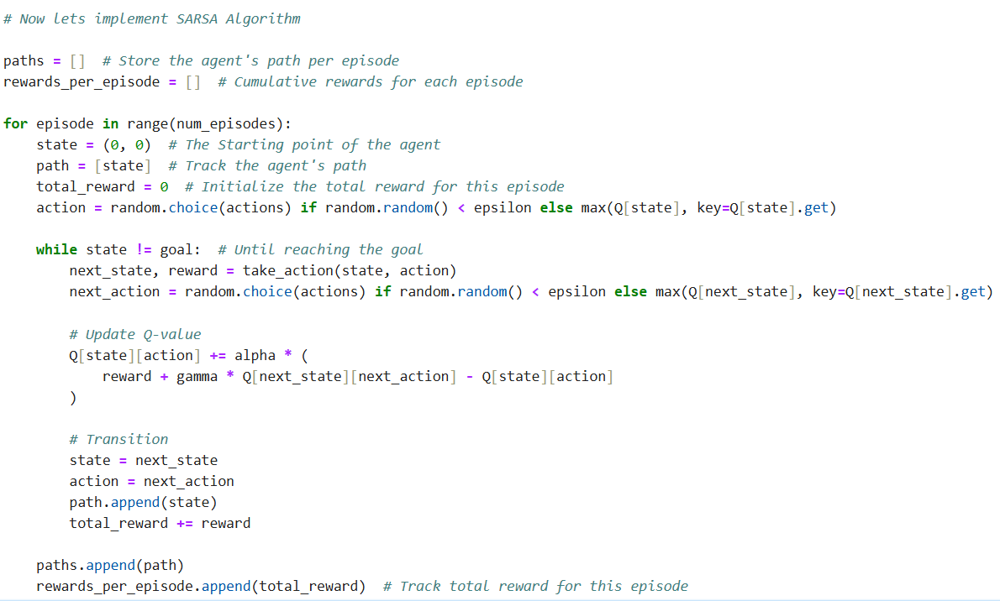 # Now lets implement SARSA Algorithm
paths = []  # Store the agent's path per episode
rewards_per_episode = []  # Cumulative rewards for each episode
for episode in range(num_episodes):
    state = (0, 0)  # The Starting point of the agent
    path = [state]  # Track the agent's path
    total_reward = 0  # Initialize the total reward for this episode
    action = random.choice(actions) if random.random() < epsilon else max(Q[state], key=Q[state].get)
    while state != goal:  # Until reaching the goal
        next_state, reward = take_action(state, action)
        next_action = random.choice(actions) if random.random() < epsilon else max(Q[next_state], key=Q[next_state].get)
        # Update Q-value
        Q[state][action] += alpha * (
            reward + gamma * Q[next_state][next_action] - Q[state][action]
        )
        # Transition
        state = next_state
        action = next_action
        path.append(state)
        total_reward += reward
    paths.append(path)
    rewards_per_episode.append(total_reward)  # Track total reward for this episode